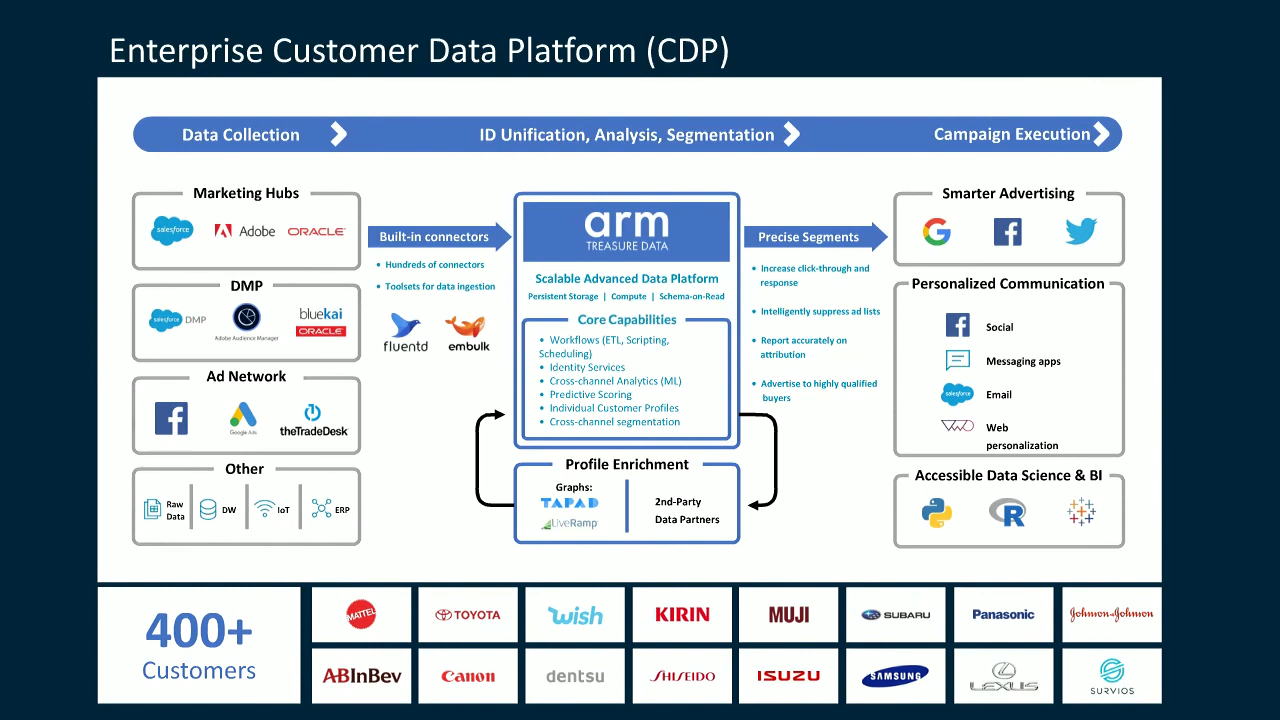 Enterprise Customer Data Platform (CDP)
Data Collection
ID Unification, Analysis, Segmentation
Campaign Execution
Marketing Hubs
salesforce
Adobe
ORACLE
DMP
salesforce DMP
Adobe Audience Manager
bluekai
ORACLE
Ad Network
Google Ads
theTradeDesk
Other
Raw
Data
DW
IoT
ERP
Built-in connectors
• Hundreds of connectors
• Toolsets for data ingestion
fluentd
embulk
arm
TREASURE DATA
Scalable Advanced Data Platform
Persistent Storage | Compute | Schema-on-Read
Core Capabilities
• Workflows (ETL, Scripting,
Scheduling)
• Identity Services
• Cross-channel Analytics (ML)
• Predictive Scoring
• Individual Customer Profiles
• Cross-channel segmentation
Profile Enrichment
Graphs:
TAPAD
LiveRamp
2nd-Party
Data Partners
Precise Segments
• Increase click-through and
response
• Intelligently suppress ad lists
• Report accurately on
attribution
• Advertise to highly qualified
buyers
Smarter Advertising
Personalized Communication
Social
Messaging apps
salesforce
Email
Web
personalization
Accessible Data Science & BI
400+
Customers
MATTEL
TOYOTA
wish
KIRIN
MUJI
SUBARU
Panasonic
Johnson & Johnson
ABInBev
Canon
dentsu
SHISEIDO
ISUZU
SAMSUNG
LEXUS
SURVIOS